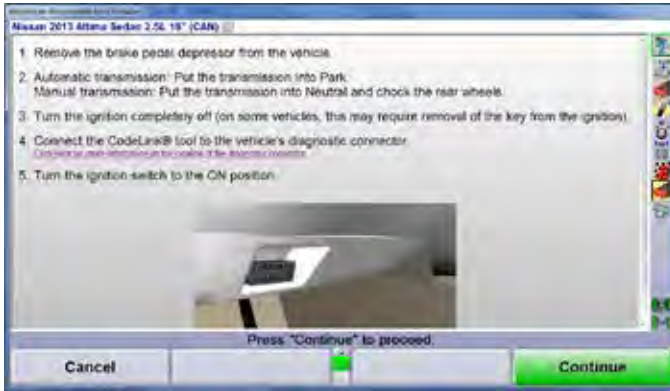 Nissan 2013 Altima Sedan 2.5L 16" (CAN)
1. Remove the brake pedal depressor from the vehicle.
2. Automatic transmission: Put the transmission into Park.
Manual transmission: Put the transmission into Neutral and chock the rear wheels.
3. Turn the ignition completely off (on some vehicles, this may require removal of the key from the ignition).
4. Connect the CodeLink® tool to the vehicle's diagnostic connector.
5. Turn the ignition switch to the ON position.
Press "Continue" to proceed.
Cancel
Continue